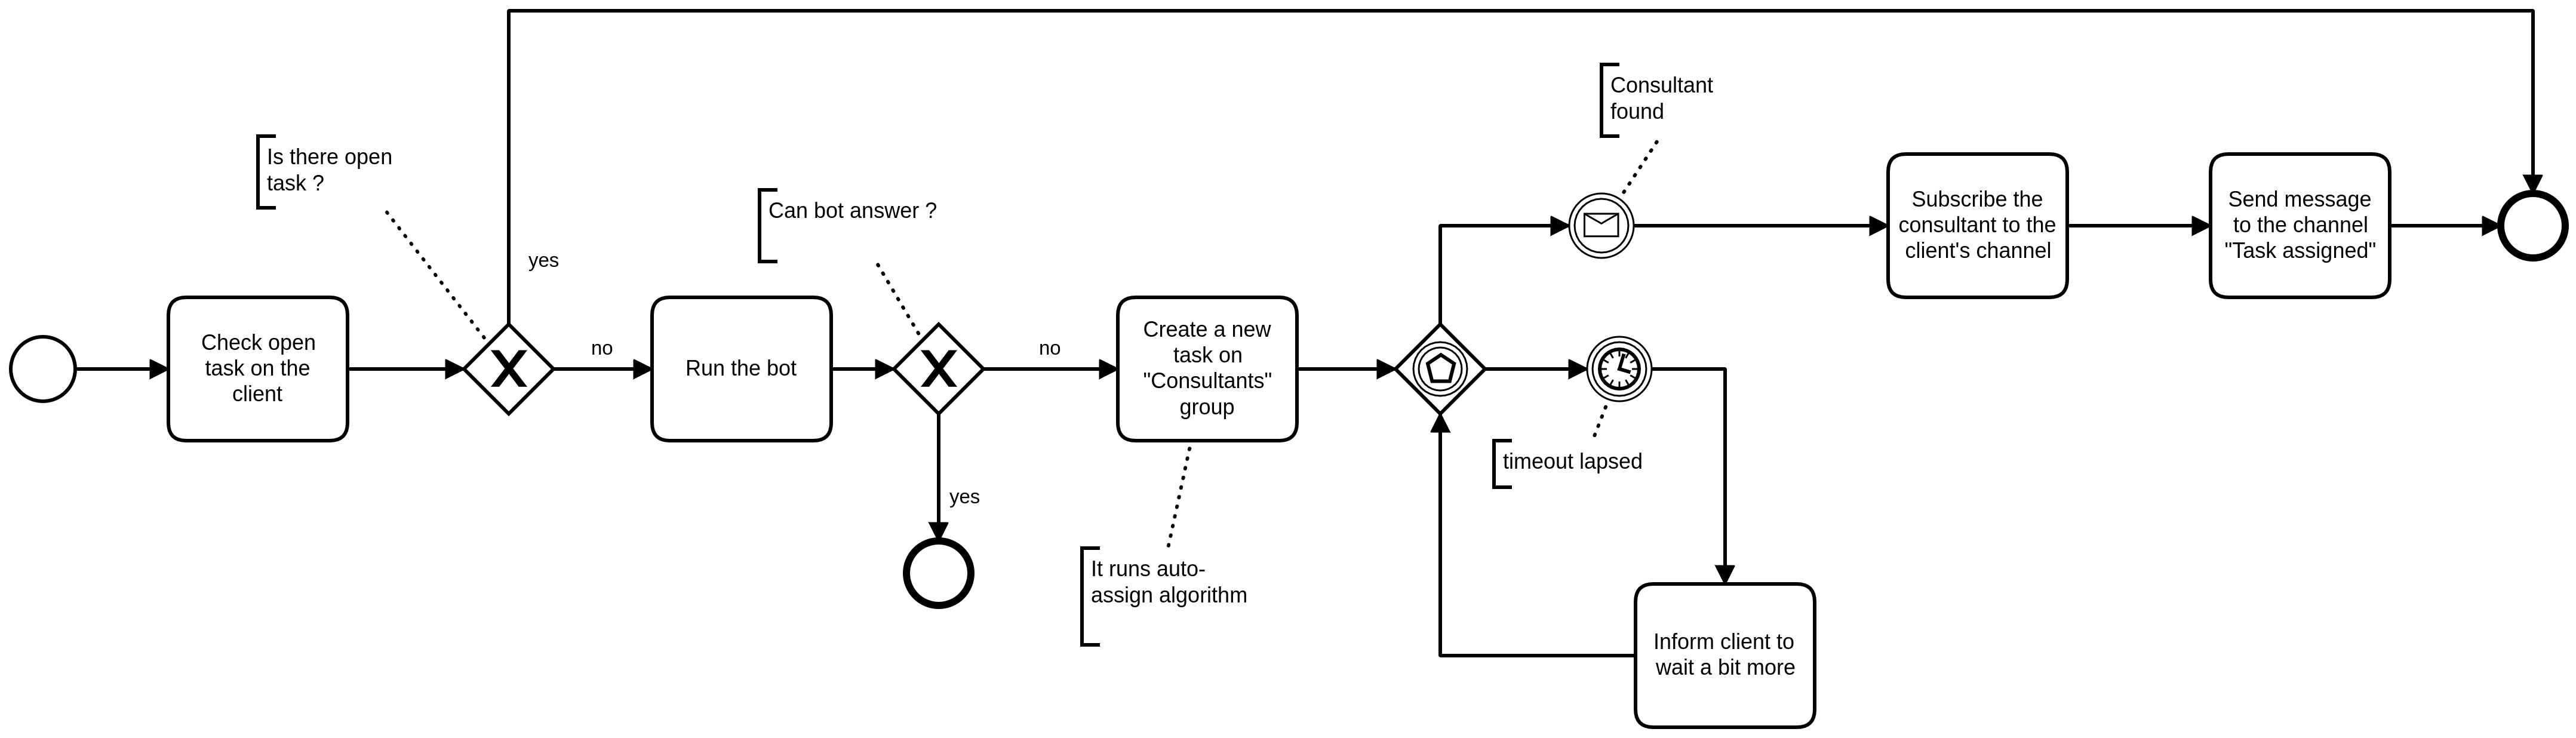 Consultant
found
Is there open
task ?
Can bot answer ?
yes
Subscribe the
consultant to the
client's channel
Send message
to the channel
"Task assigned"
Check open
task on the
client
X
no
Run the bot
X
no
Create a new
task on
"Consultants"
group
timeout lapsed
yes
It runs auto-
assign algorithm
Inform client to
wait a bit more